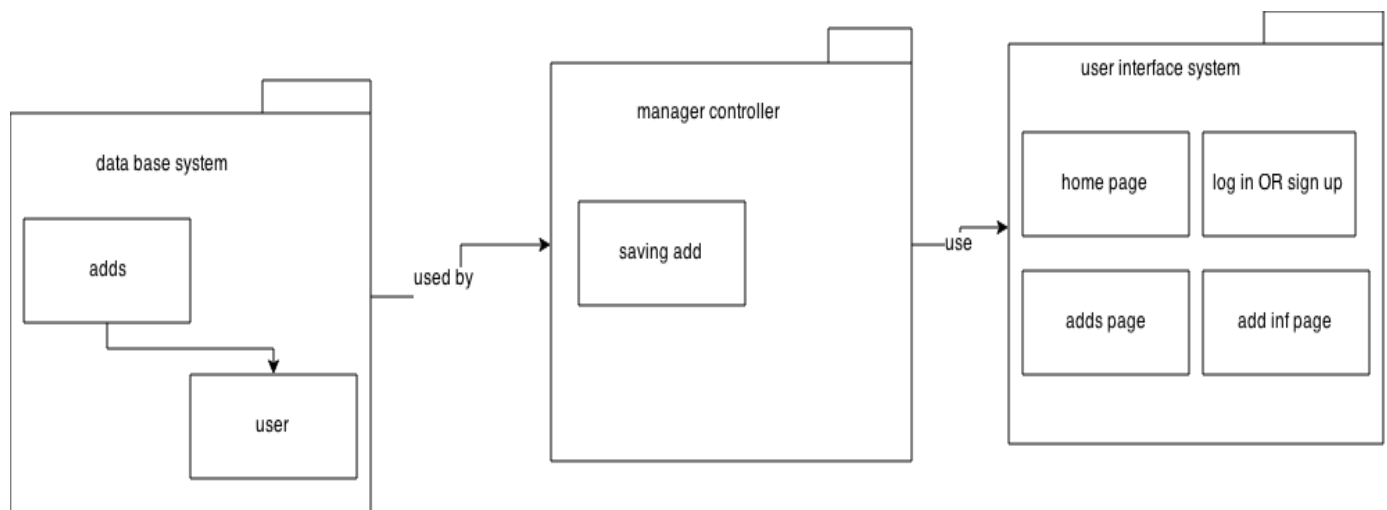 data base system
adds
user
used by
manager controller
saving add
use
user interface system
home page
log in OR sign up
adds page
add inf page